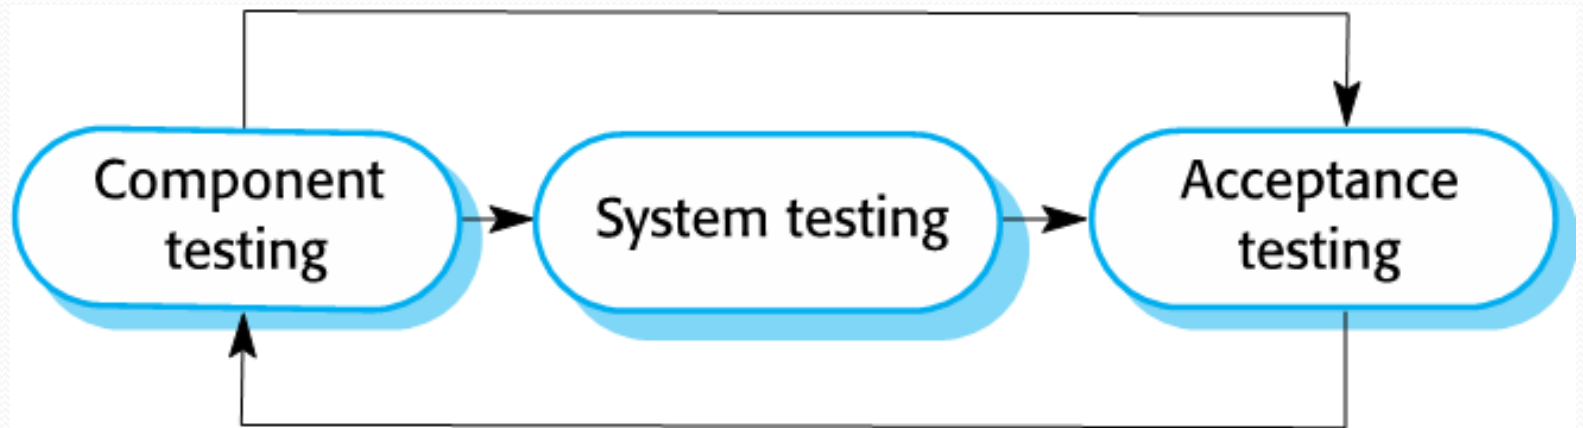 Component
testing
System testing
Acceptance
testing